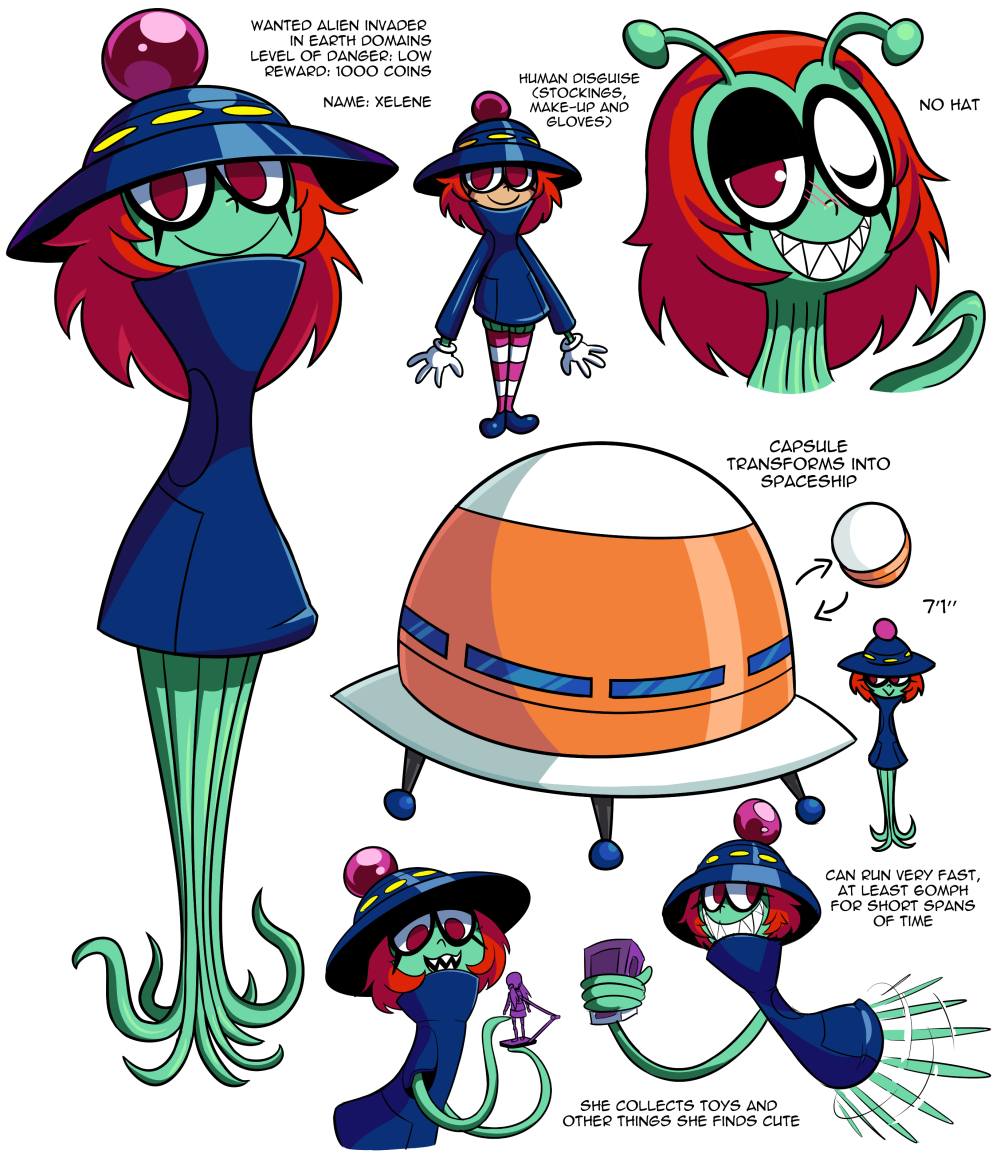 WANTED ALIEN INVADER
IN EARTH DOMAINS
LEVEL OF DANGER: LOW
REWARD: 1000 COINS
NAME: XELENE
HUMAN DISGUISE
(STOCKINGS,
MAKE-UP AND
GLOVES)
NO HAT
CAPSULE
TRANSFORMS INTO
SPACESHIP
7'1''
CAN RUN VERY FAST,
AT LEAST 60MPH
FOR SHORT SPANS
OF TIME
SHE COLLECTS TOYS AND
OTHER THINGS SHE FINDS CUTE